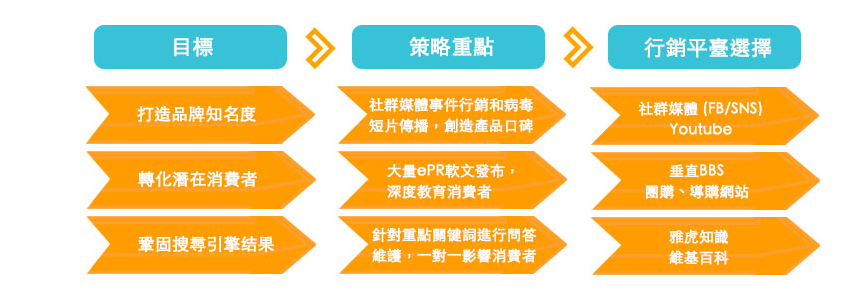 目標
策略重點
行銷平臺選擇
打造品牌知名度
社群媒體事件行銷和病毒
短片傳播，創造產品口碑
社群媒體 (FB/SNS)
Youtube
轉化潛在消費者
大量ePR軟文發布，
深度教育消費者
垂直BBS
團購、導購網站
鞏固搜尋引擎结果
針對重點關键詞進行問答
維護，一對一影響消費者
雅虎知識
維基百科